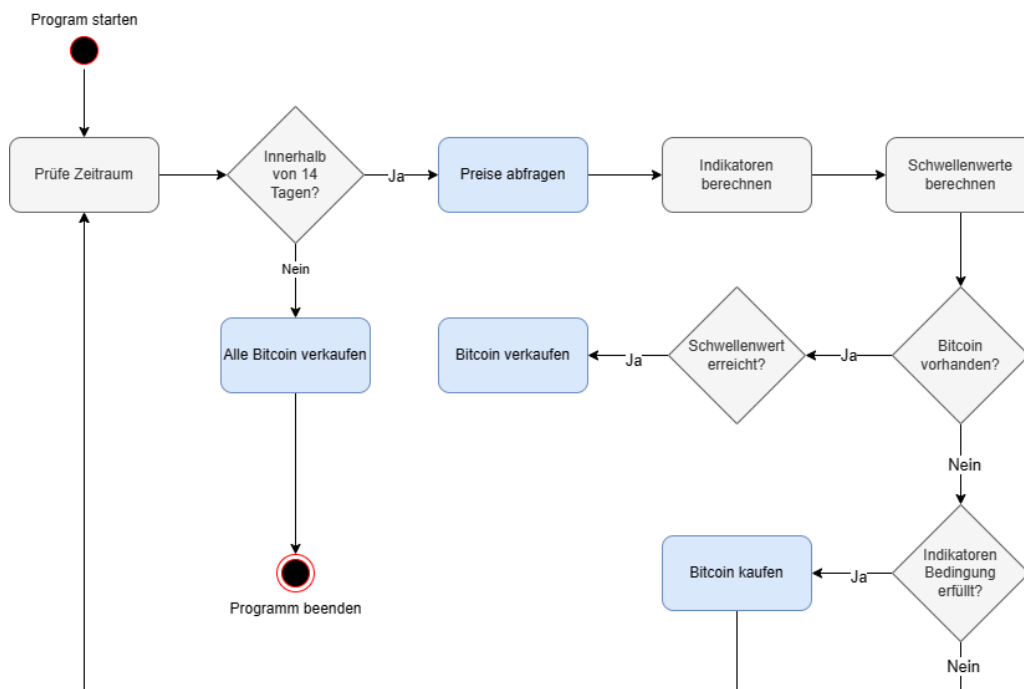 Program starten
Prüfe Zeitraum
Innerhalb
von 14
Tagen?
Ja
Preise abfragen
Indikatoren
berechnen
Schwellenwerte
berechnen
Nein
Alle Bitcoin verkaufen
Bitcoin verkaufen
Ja
Schwellenwert
erreicht?
Ja
Bitcoin
vorhanden?
Nein
Bitcoin kaufen
Ja
Indikatoren
Bedingung
erfüllt?
Programm beenden
Nein